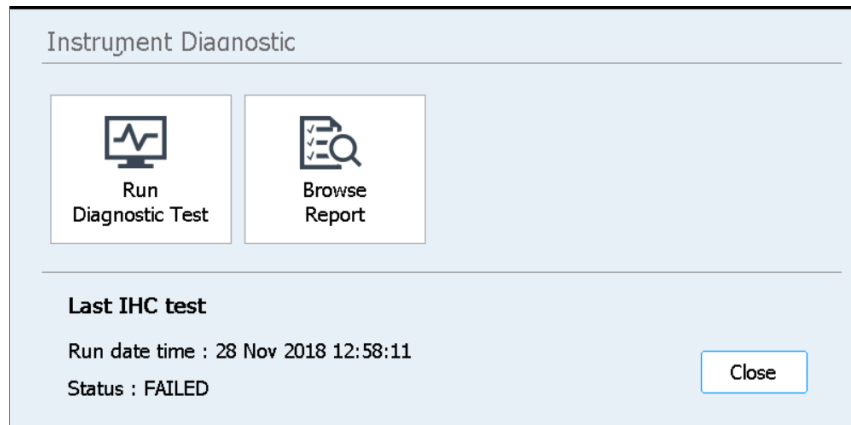 Instrument Diagnostic
Run
Diagnostic Test
Browse
Report
Last IHC test
Run date time : 28 Nov 2018 12:58:11
Status : FAILED
Close